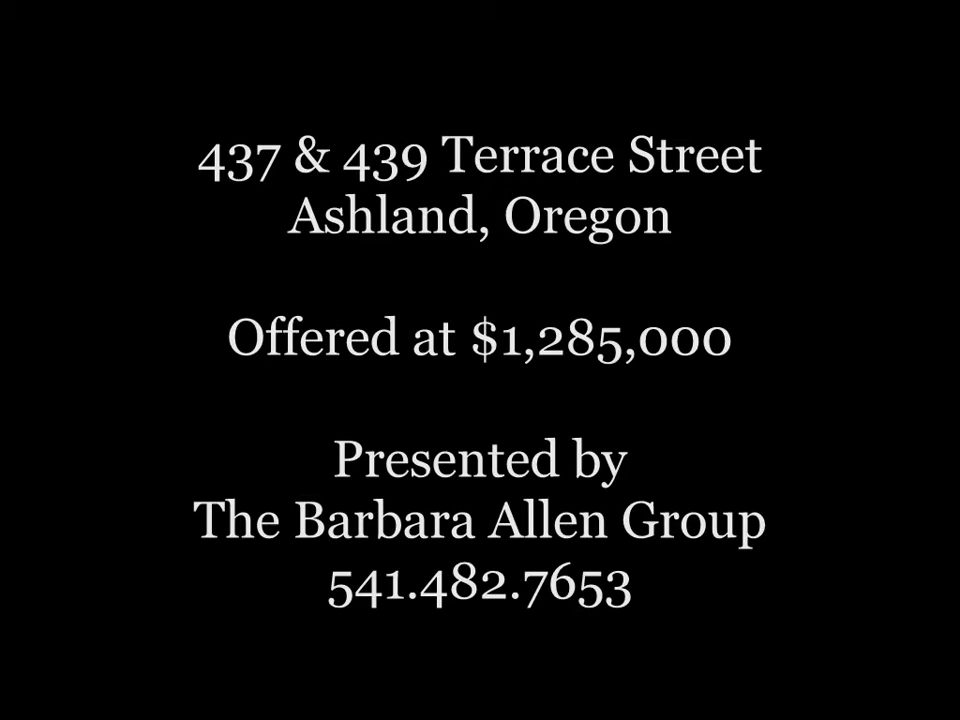 437 & 439 Terrace Street
Ashland, Oregon
Offered at $1,285,000
Presented by
The Barbara Allen Group
541.482.7653